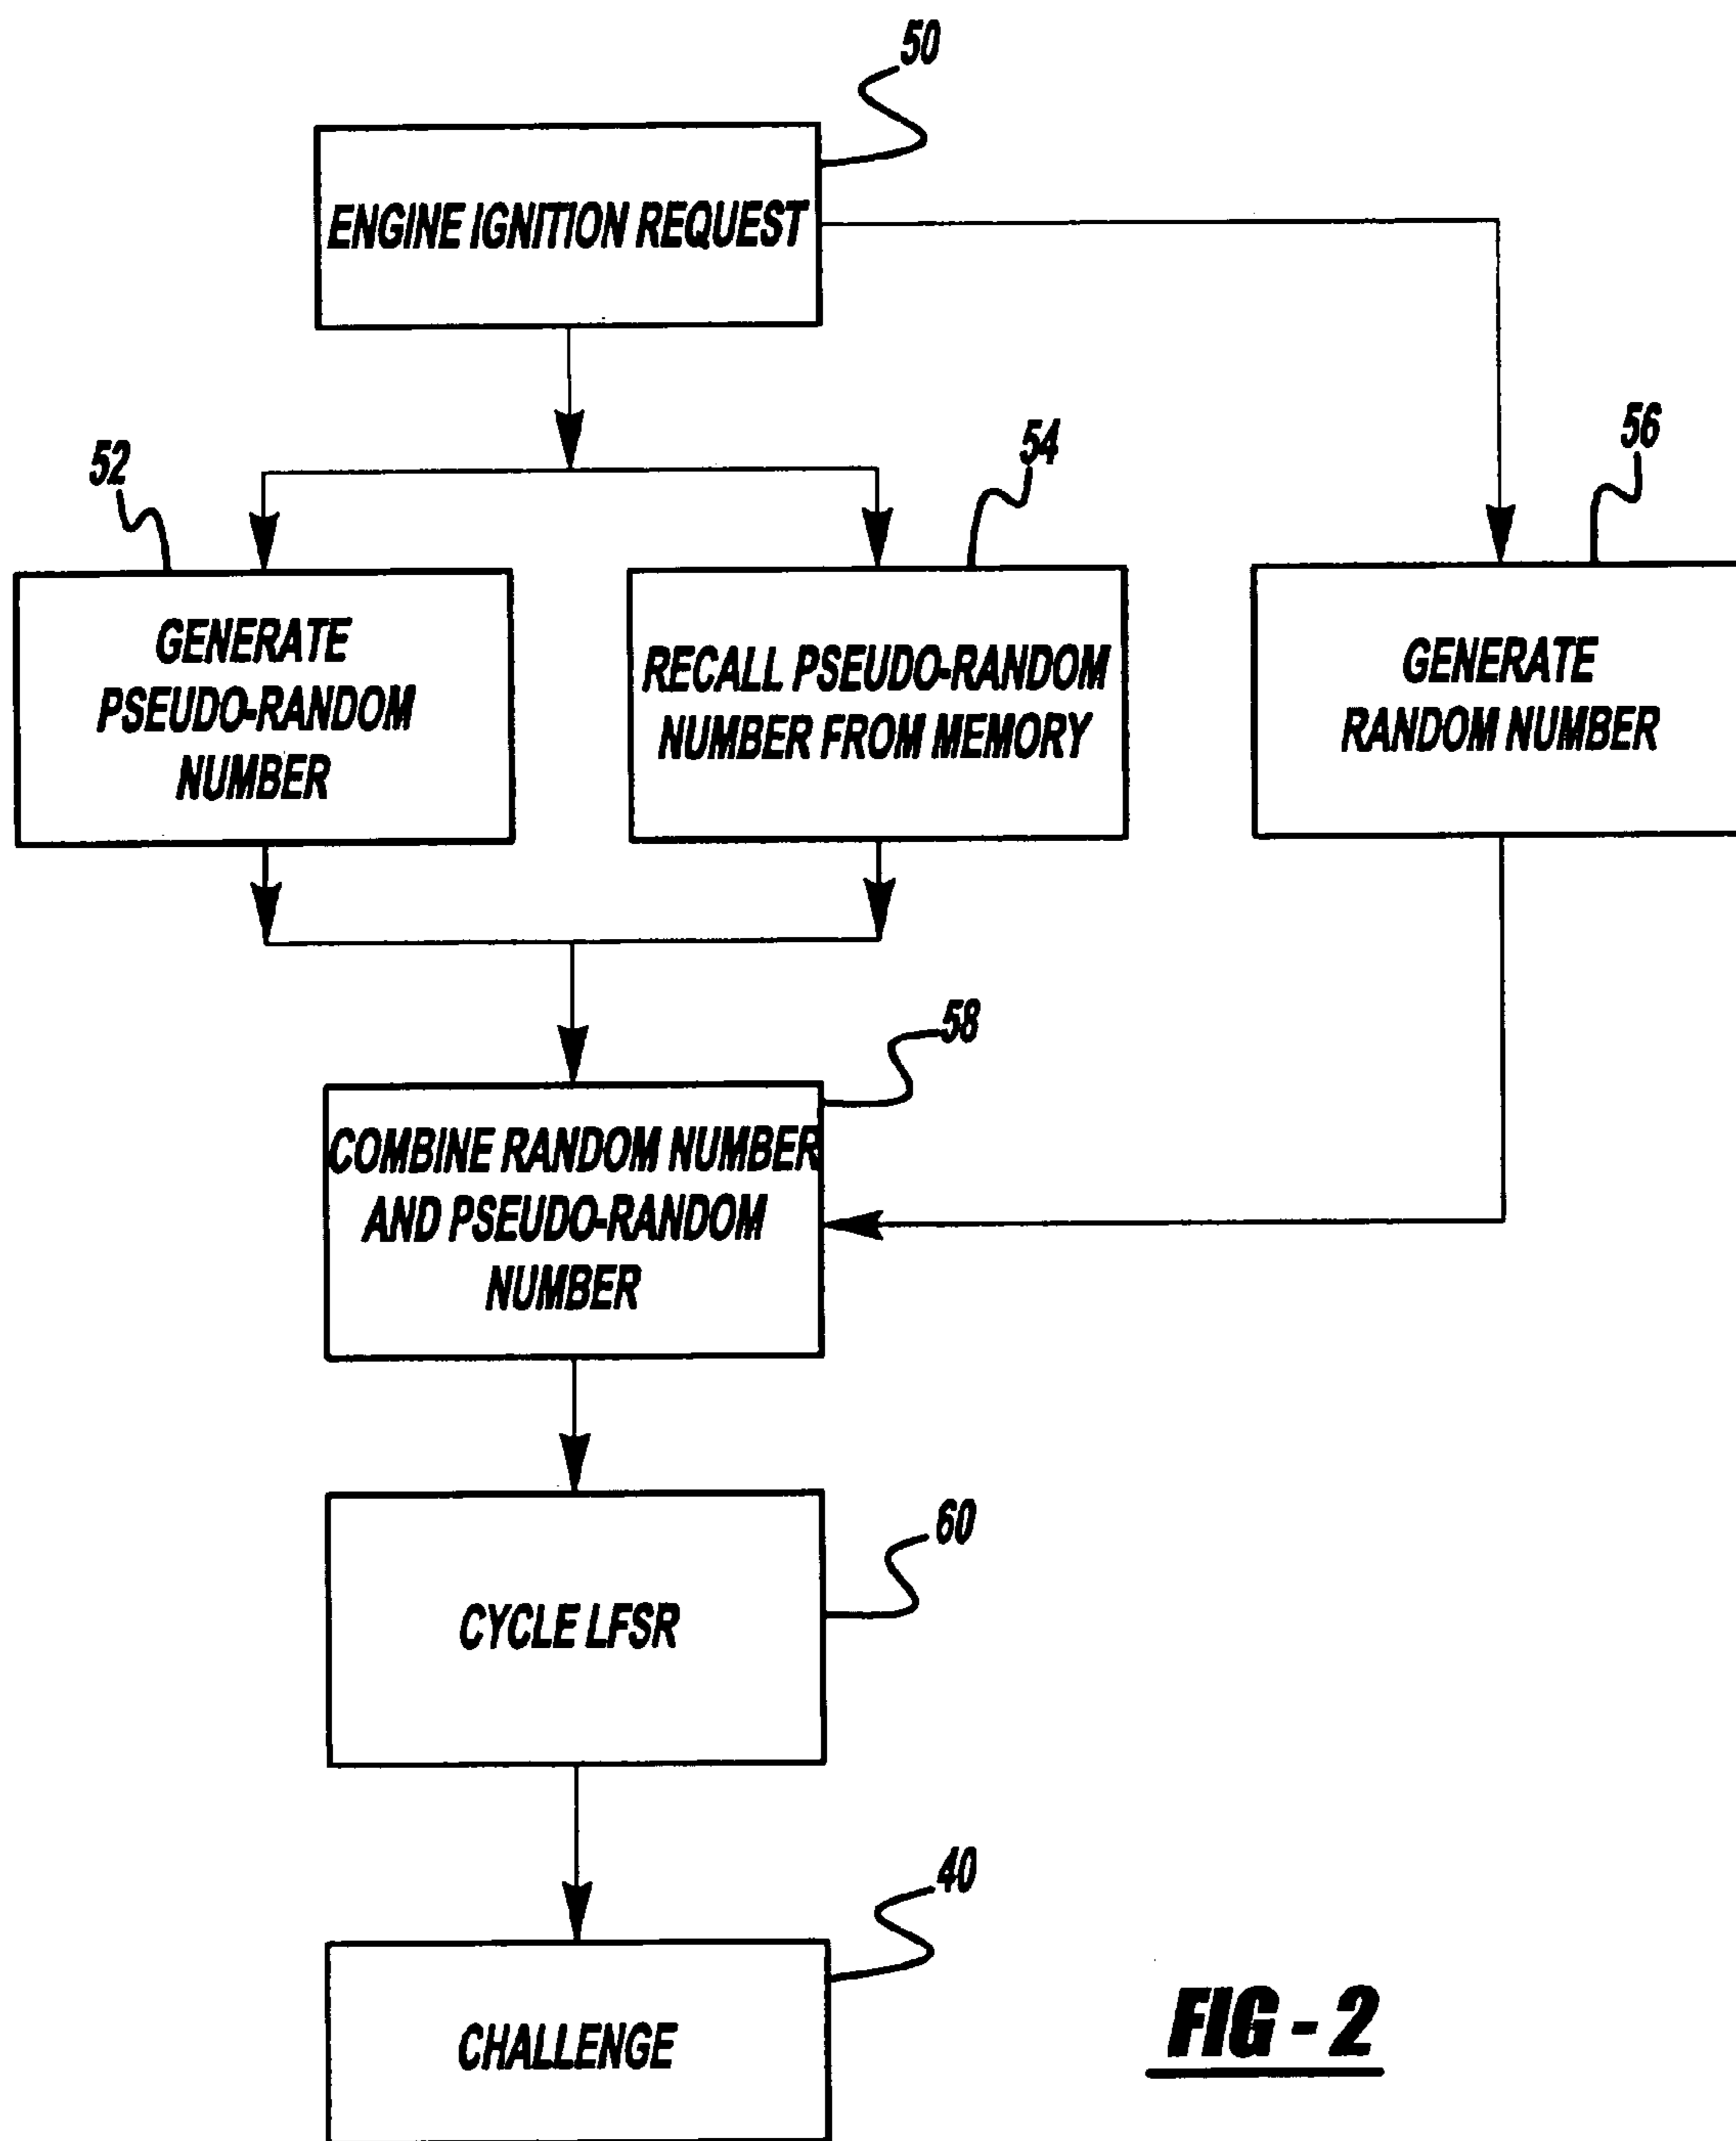 50
ENGINE IGNITION REQUEST
52
54
56
GENERATE
PSEUDO-RANDOM
NUMBER
RECALL PSEUDO-RANDOM
NUMBER FROM MEMORY
GENERATE
RANDOM NUMBER
58
COMBINE RANDOM NUMBER
AND PSEUDO-RANDOM
NUMBER
60
CYCLE LFSR
40
CHALLENGE
FIG - 2